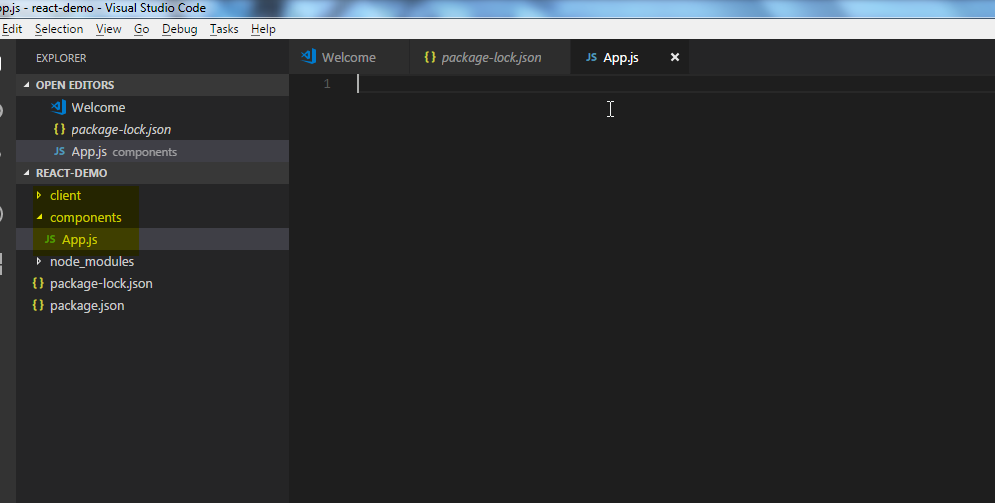 pp.js - react-demo - Visual Studio Code
Edit Selection View Go Debug Tasks Help
EXPLORER
OPEN EDITORS
Welcome
{} package-lock.json
JS App.js components
REACT-DEMO
client
components
JS App.js
node_modules
{} package-lock.json
{} package.json
Welcome {} package-lock.json JS App.js ×
1